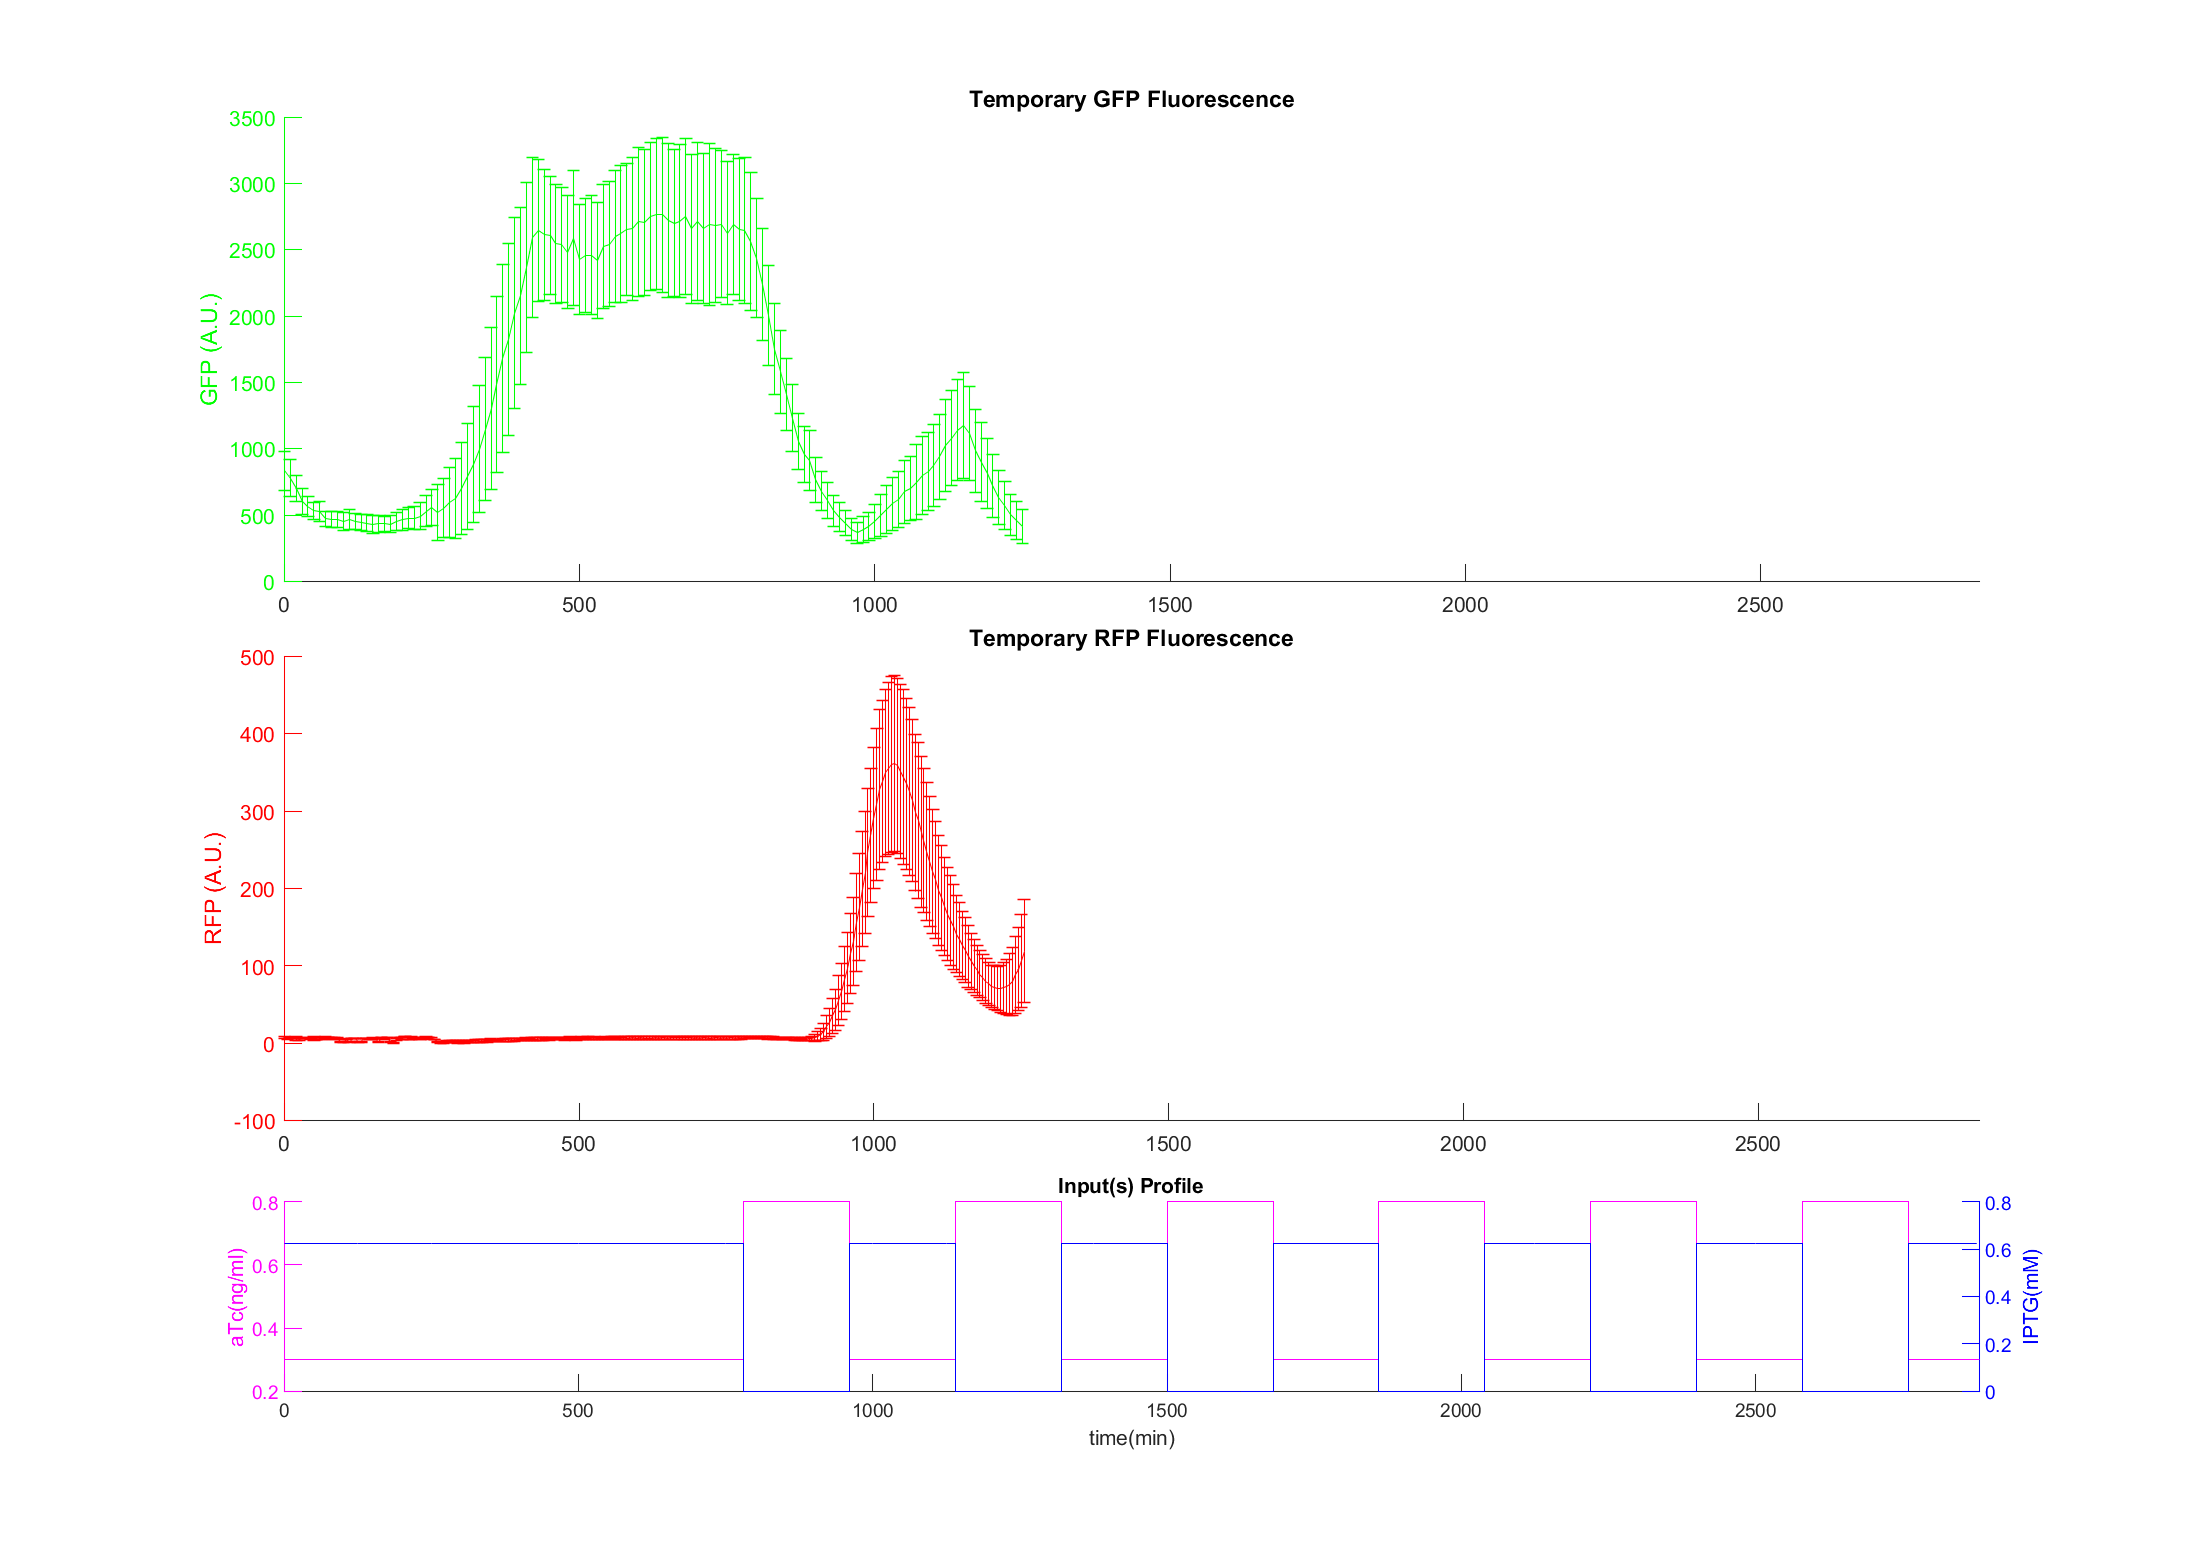 Temporary GFP Fluorescence
3500
3000
2500
2000
1500
1000
500
0
GFP (A.U.)
0 500 1000 1500 2000 2500
Temporary RFP Fluorescence
500
400
300
200
100
0
-100
RFP (A.U.)
0 500 1000 1500 2000 2500
Input(s) Profile
0.8
0.6
0.4
0.2
aTc(ng/ml)
0.8
0.6
0.4
0.2
0
IPTG(mM)
0 500 1000 1500 2000 2500
time(min)